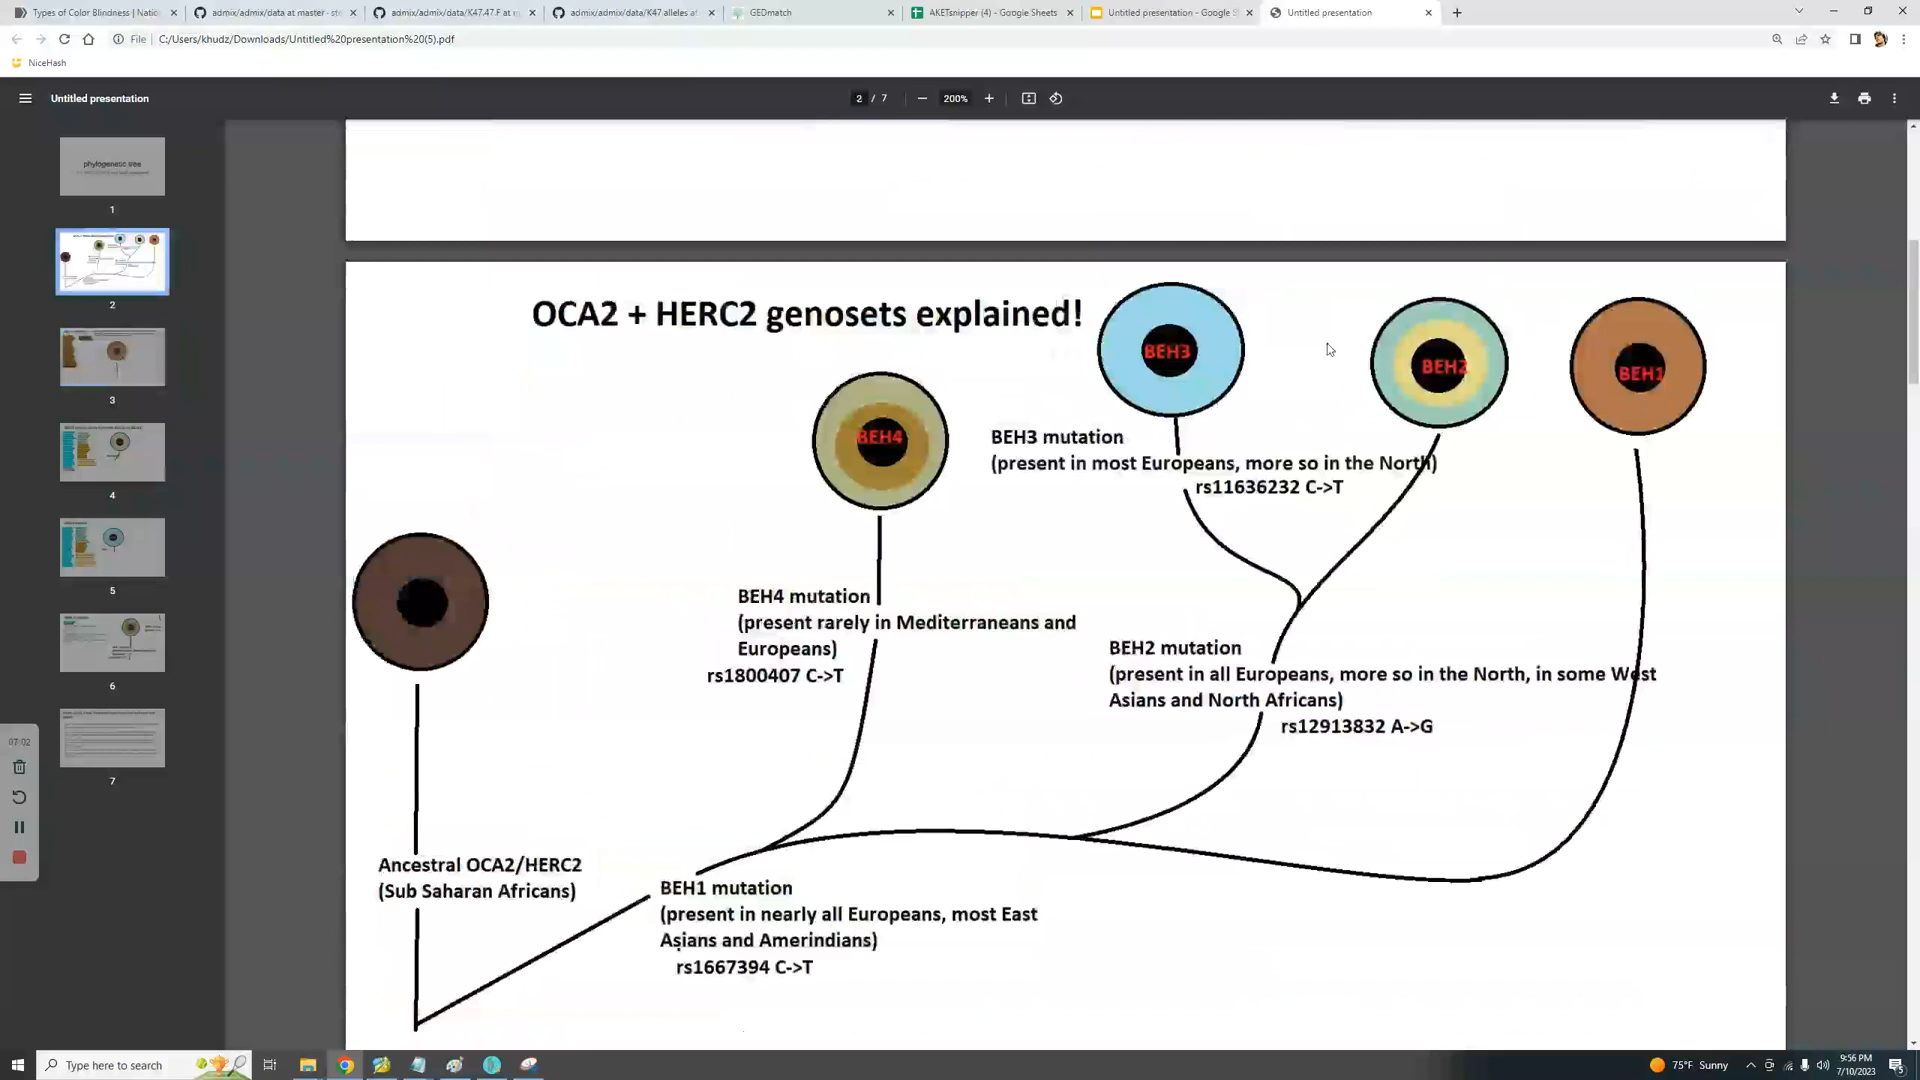 Types of Color Blindness | Natio
admix/admix/data at master · ste
admix/admix/data/K47.47.F at m
admix/admix/data/K47.alleles at
GEDmatch
AKETsnipper (4) - Google Sheets
Untitled presentation - Google S
Untitled presentation
File
C:/Users/khudz/Downloads/Untitled%20presentation%20(5).pdf
NiceHash
Untitled presentation
2 / 7
200%
phylogenetic tree
1
2
3
4
5
6
7
07:02
OCA2 + HERC2 genosets explained!
BEH3
BEH2
BEH1
BEH4
BEH3 mutation
(present in most Europeans, more so in the North)
rs11636232 C->T
BEH4 mutation
(present rarely in Mediterraneans and
Europeans)
rs1800407 C->T
BEH2 mutation
(present in all Europeans, more so in the North, in some West
Asians and North Africans)
rs12913832 A->G
Ancestral OCA2/HERC2
(Sub Saharan Africans)
BEH1 mutation
(present in nearly all Europeans, most East
Asians and Amerindians)
rs1667394 C->T
Type here to search
75°F Sunny
9:56 PM
7/10/2023
5